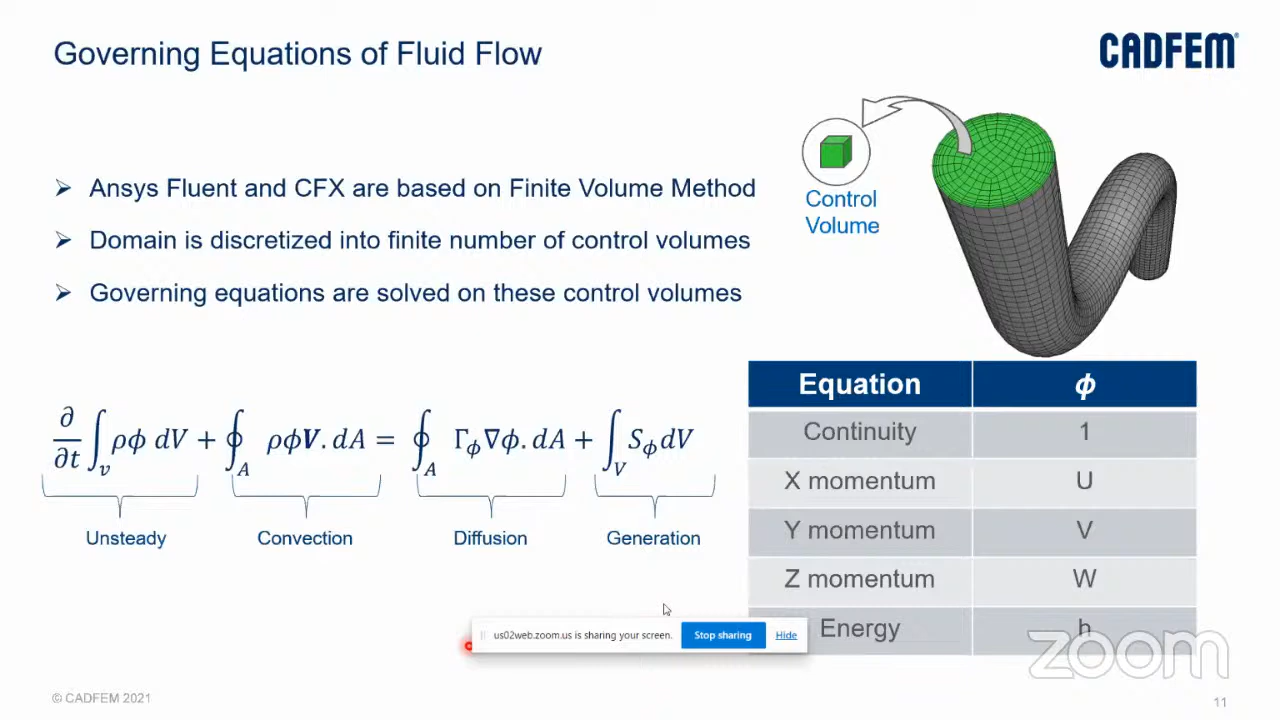 Governing Equations of Fluid Flow
CADFEM®
➢ Ansys Fluent and CFX are based on Finite Volume Method
➢ Domain is discretized into finite number of control volumes
➢ Governing equations are solved on these control volumes
Control
Volume
∂/∂t ∫_v ρϕ dV + ∮_A ρϕV. dA = ∮_A Γ_ϕ∇ϕ. dA + ∫_V S_ϕ dV
Unsteady Convection Diffusion Generation
Equation ϕ
Continuity 1
X momentum U
Y momentum V
Z momentum W
Energy h
us02web.zoom.us is sharing your screen. Stop sharing Hide
zoom
© CADFEM 2021
11